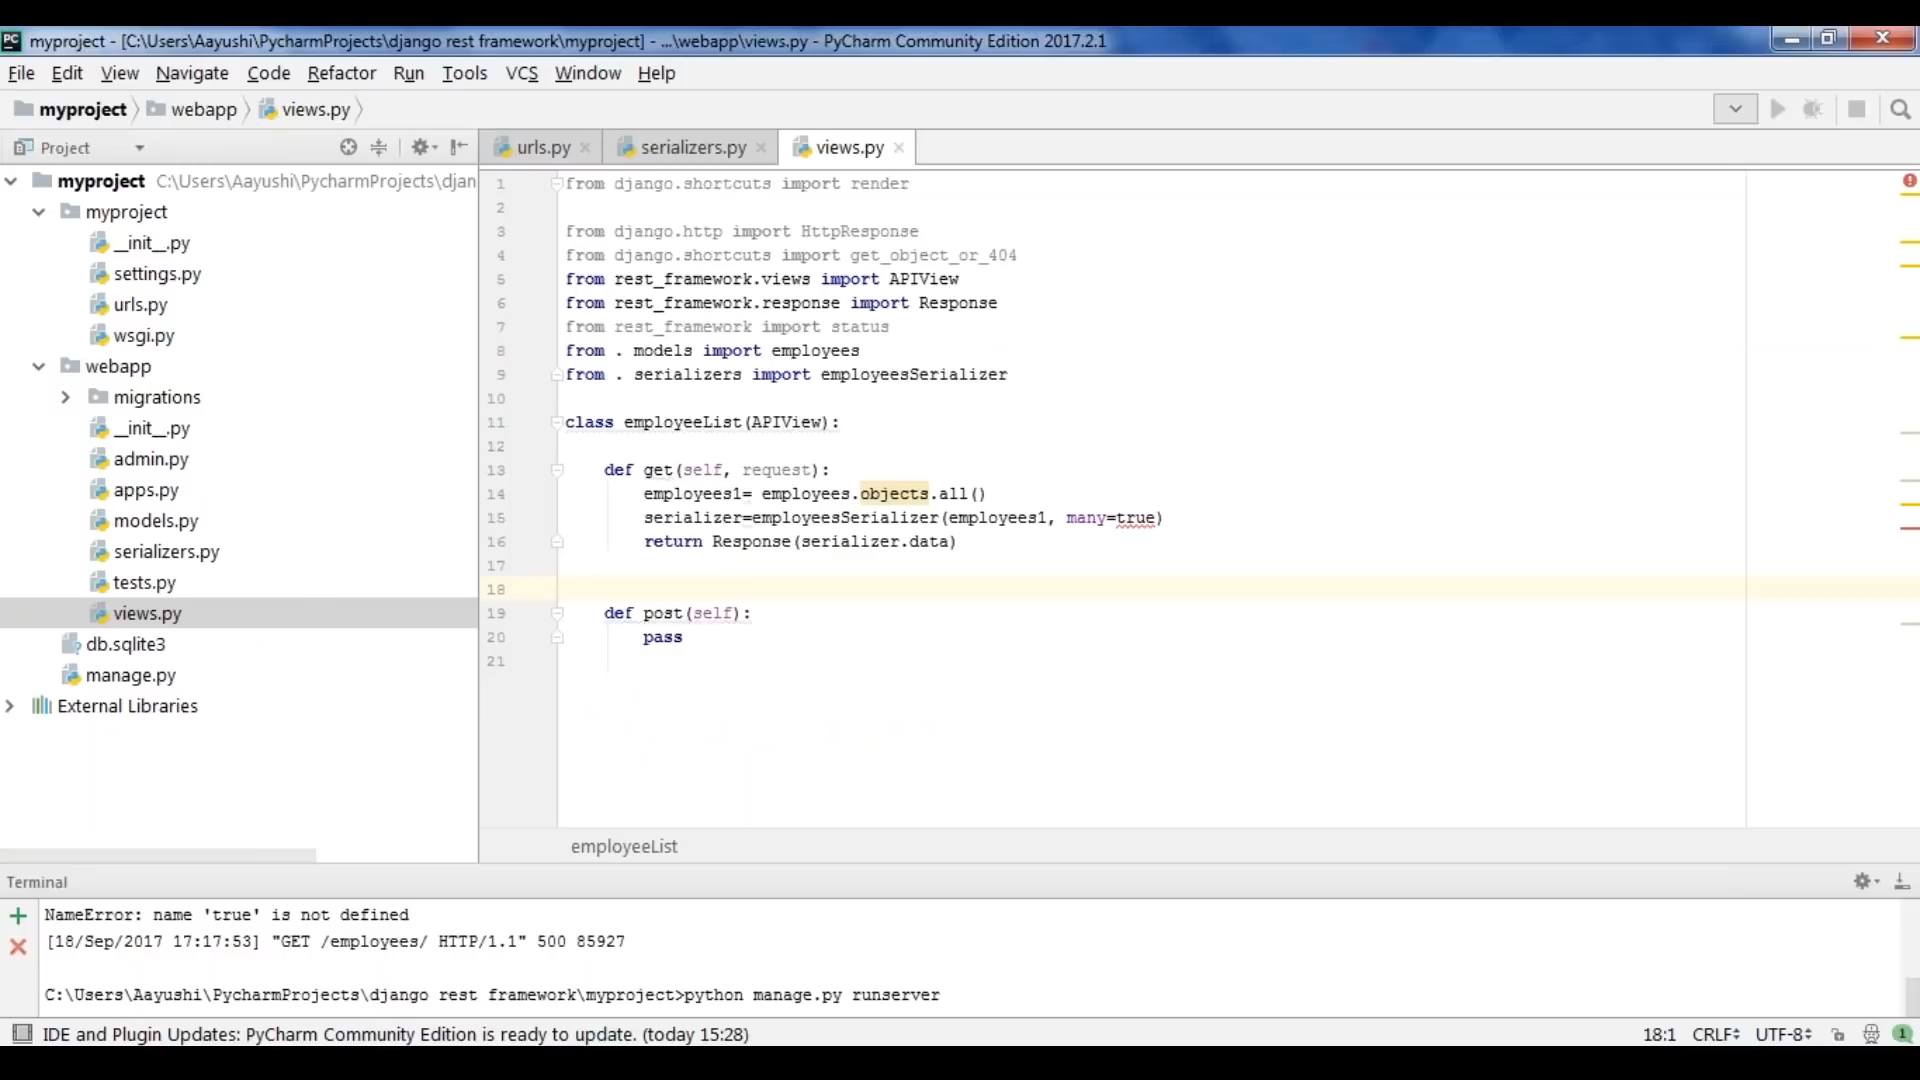 PC myproject - [C:\Users\Aayushi\PycharmProjects\django rest framework\myproject] - ...\webapp\views.py - PyCharm Community Edition 2017.2.1
File Edit View Navigate Code Refactor Run Tools VCS Window Help
myproject webapp views.py
Project
urls.py serializers.py views.py
myproject C:\Users\Aayushi\PycharmProjects\djan
myproject
__init__.py
settings.py
urls.py
wsgi.py
webapp
migrations
__init__.py
admin.py
apps.py
models.py
serializers.py
tests.py
views.py
db.sqlite3
manage.py
External Libraries
1 from django.shortcuts import render
2
3 from django.http import HttpResponse
4 from django.shortcuts import get_object_or_404
5 from rest_framework.views import APIView
6 from rest_framework.response import Response
7 from rest_framework import status
8 from . models import employees
9 from . serializers import employeesSerializer
10
11 class employeeList(APIView):
12
13 def get(self, request):
14 employees1= employees.objects.all()
15 serializer=employeesSerializer(employees1, many=true)
16 return Response(serializer.data)
17
18
19 def post(self):
20 pass
21
employeeList
Terminal
NameError: name 'true' is not defined
[18/Sep/2017 17:17:53] "GET /employees/ HTTP/1.1" 500 85927
C:\Users\Aayushi\PycharmProjects\django rest framework\myproject>python manage.py runserver
IDE and Plugin Updates: PyCharm Community Edition is ready to update. (today 15:28) 18:1 CRLF UTF-8 1